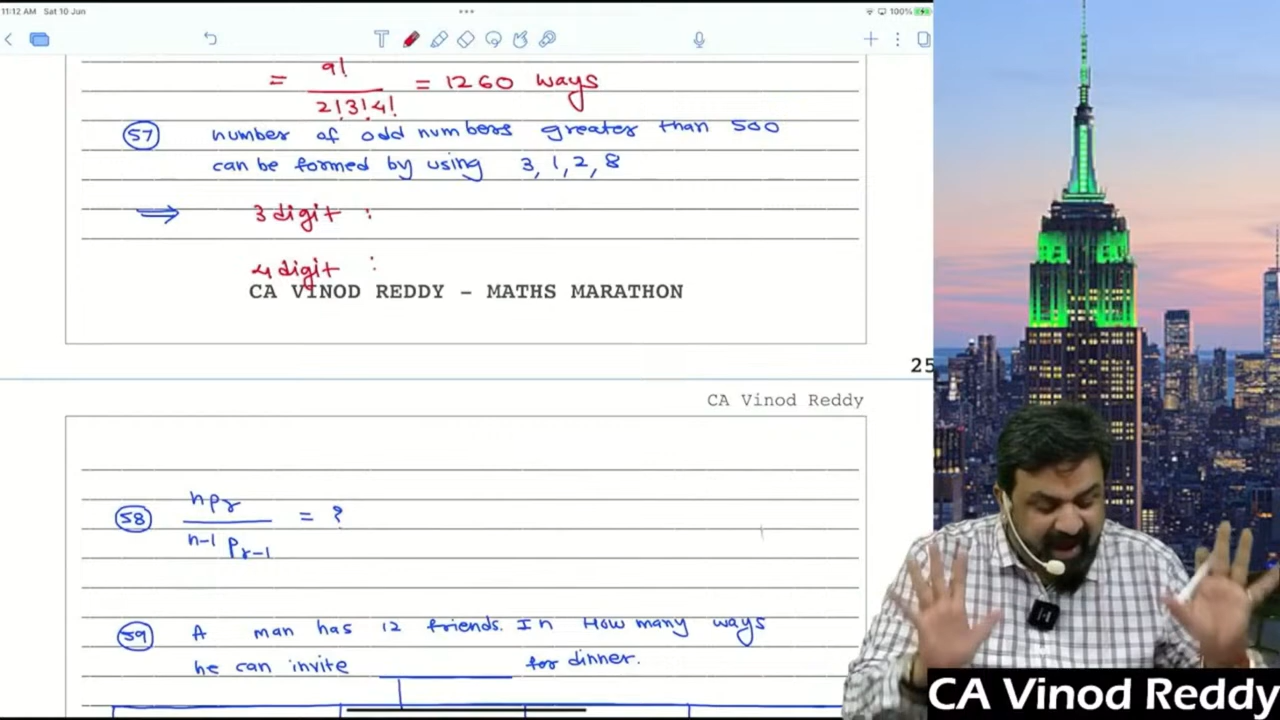 11:12 AM Sat 10 Jun
100%
= 9! / 2!3!4! = 1260 ways
57 number of odd numbers greater than 500
can be formed by using 3, 1, 2, 8
⇒ 3 digit :
4 digit :
CA VINOD REDDY - MATHS MARATHON
25
CA Vinod Reddy
58 nPr / n-1 Pr-1 = ?
59 A man has 12 friends. In How many ways
he can invite ______ for dinner.
CA Vinod Reddy